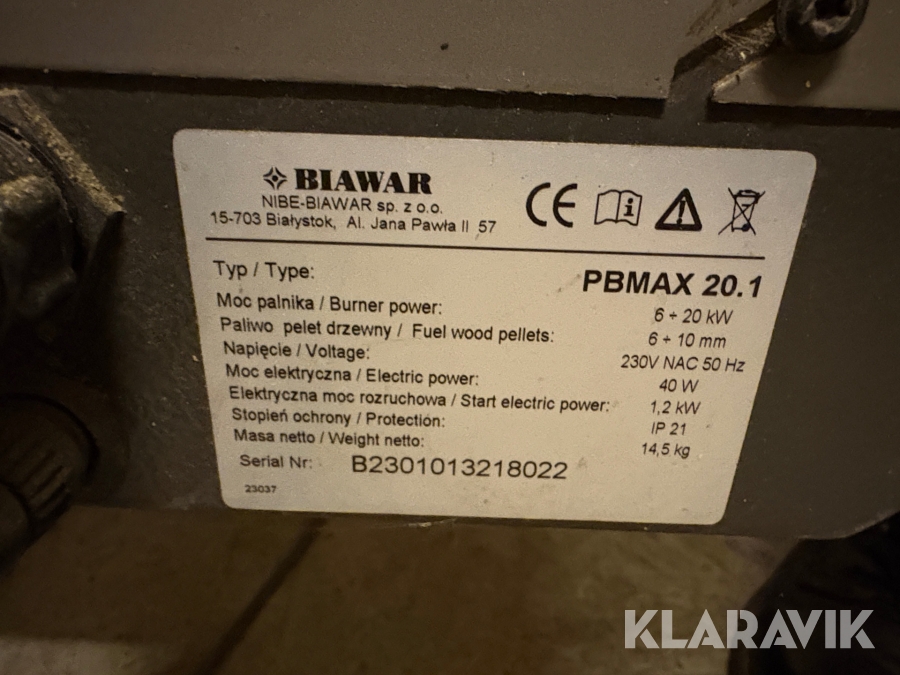 BIAWAR
NIBE-BIAWAR sp. z o.o.
15-703 Białystok, Al. Jana Pawła II 57
CE
Typ / Type: PBMAX 20.1
Moc palnika / Burner power: 6 ÷ 20 kW
Paliwo pelet drzewny / Fuel wood pellets: 6 ÷ 10 mm
Napięcie / Voltage: 230V NAC 50 Hz
Moc elektryczna / Electric power: 40 W
Elektryczna moc rozruchowa / Start electric power: 1,2 kW
Stopień ochrony / Protection: IP 21
Masa netto / Weight netto: 14,5 kg
Serial Nr: B2301013218022
23037
KLARAVIK